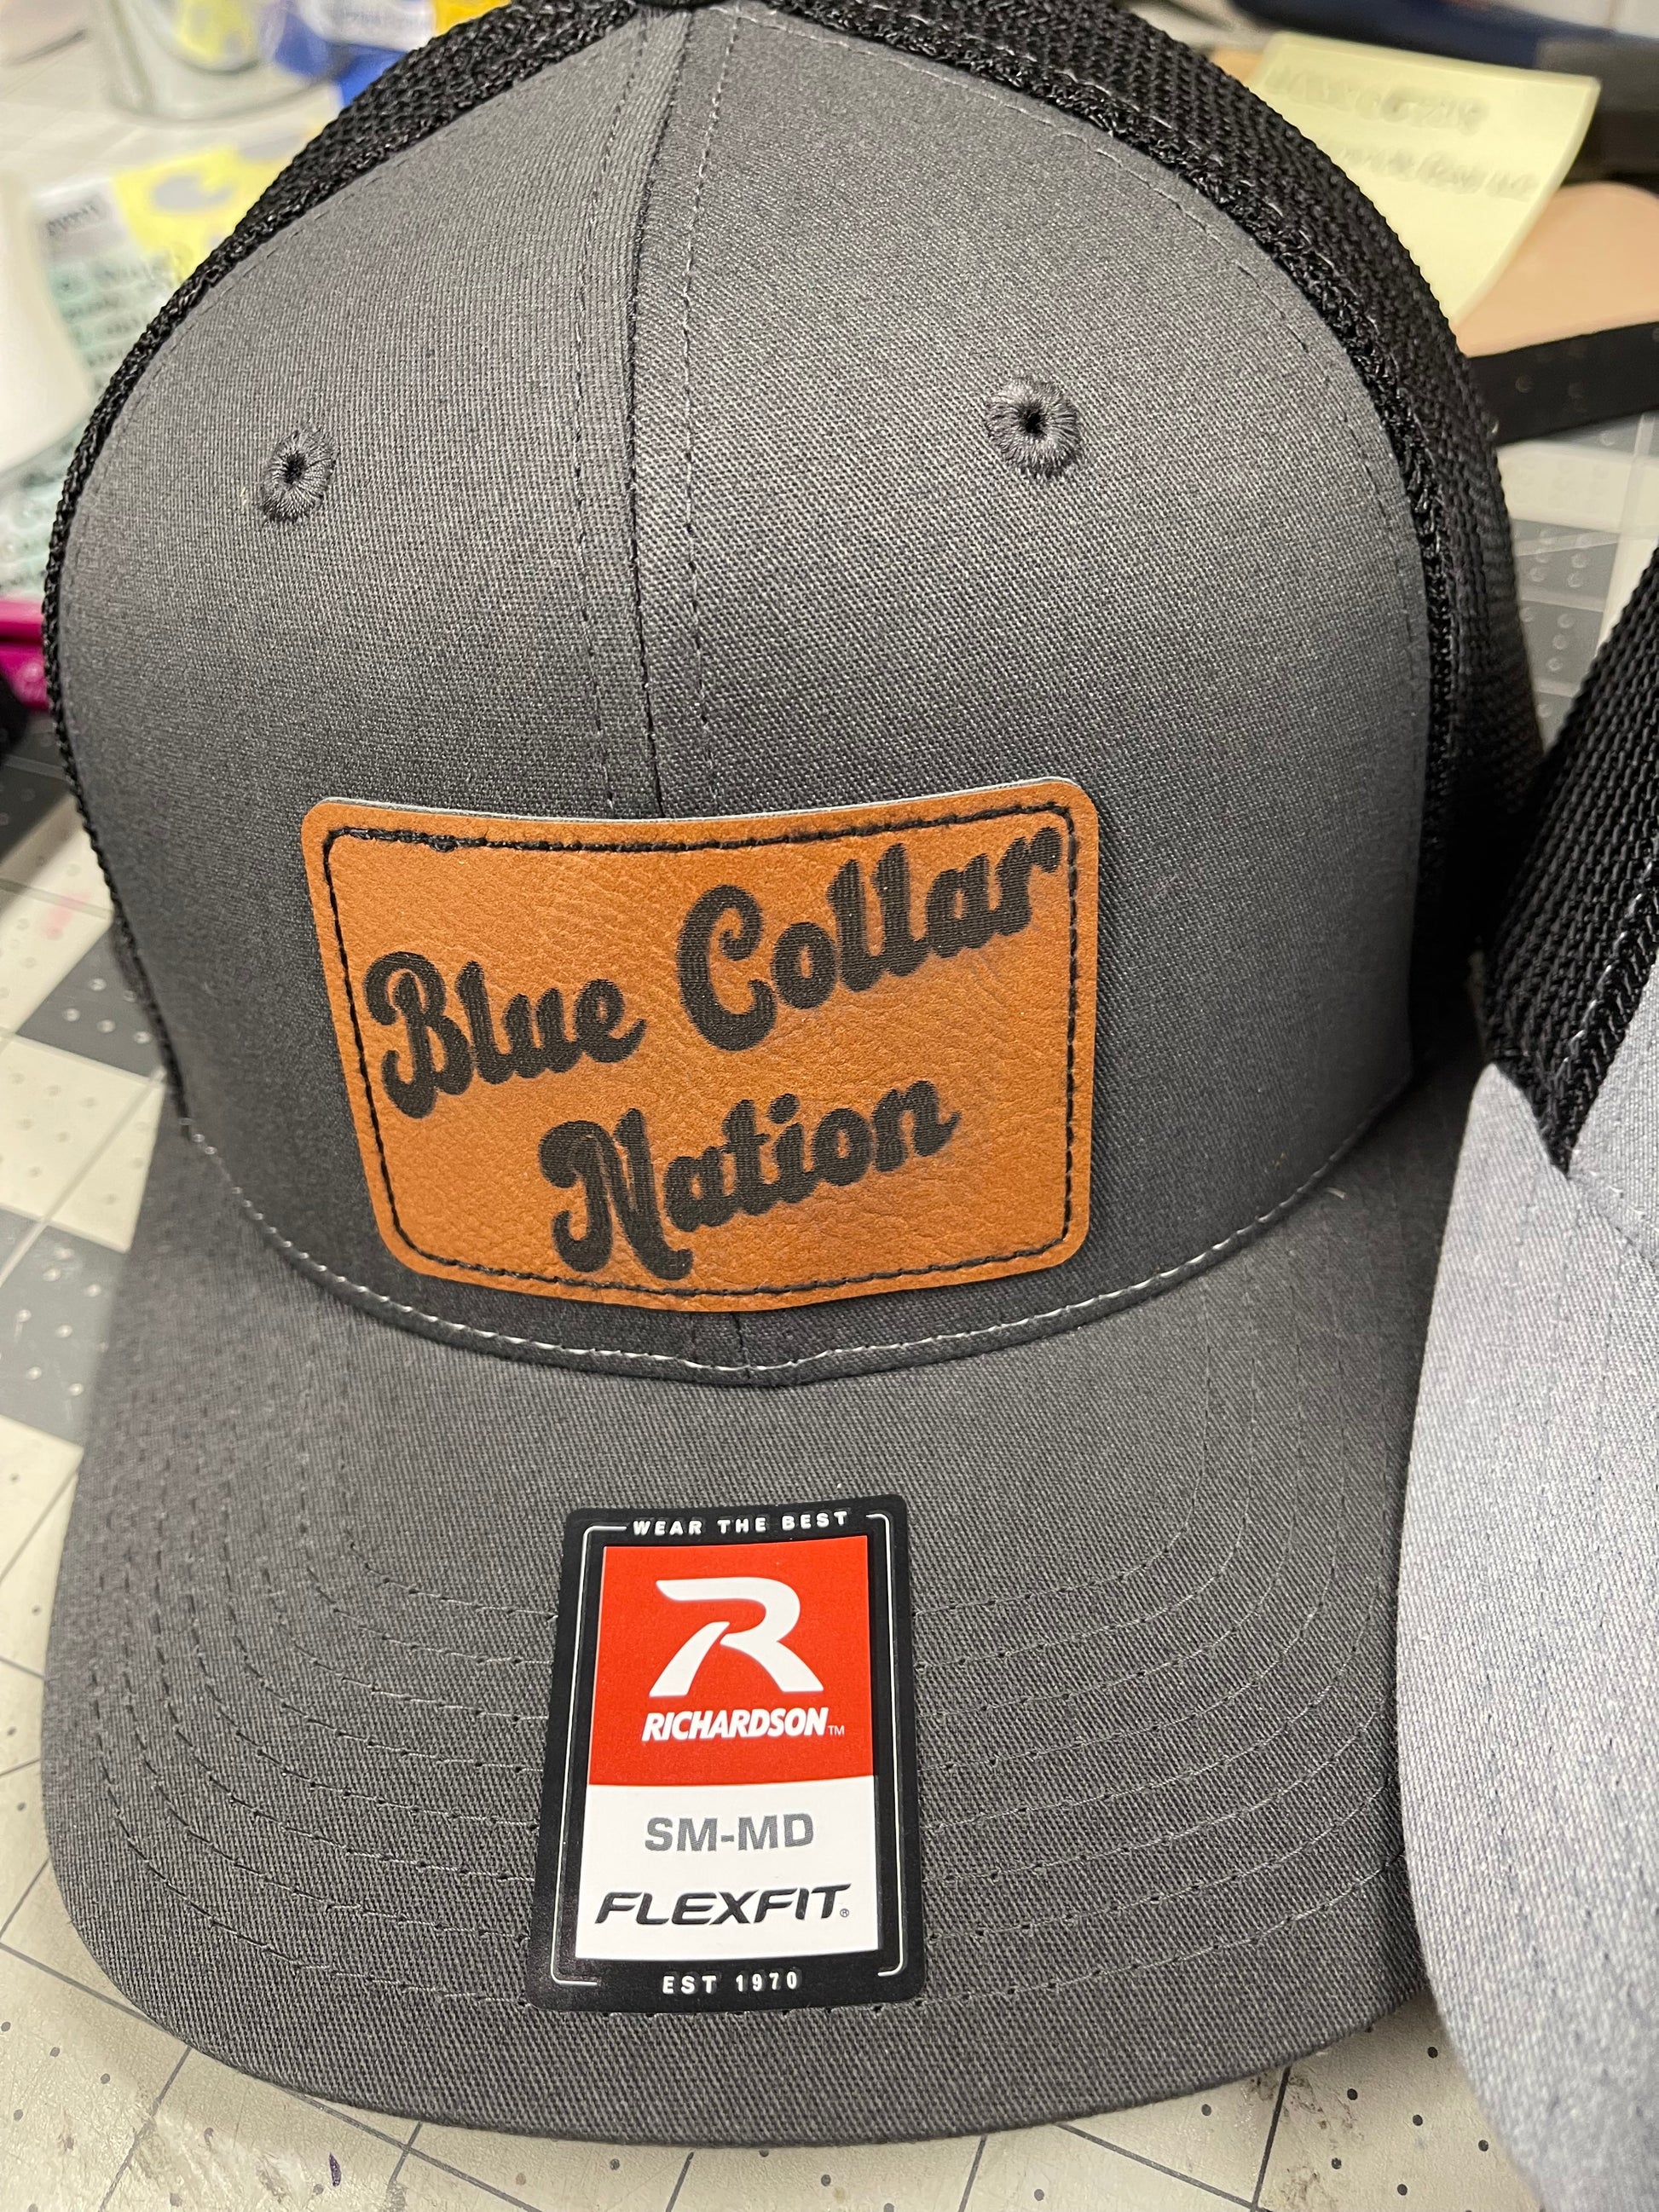 Blue Collar
Nation
WEAR THE BEST
R
RICHARDSON™
SM-MD
FLEXFIT®
EST 1970